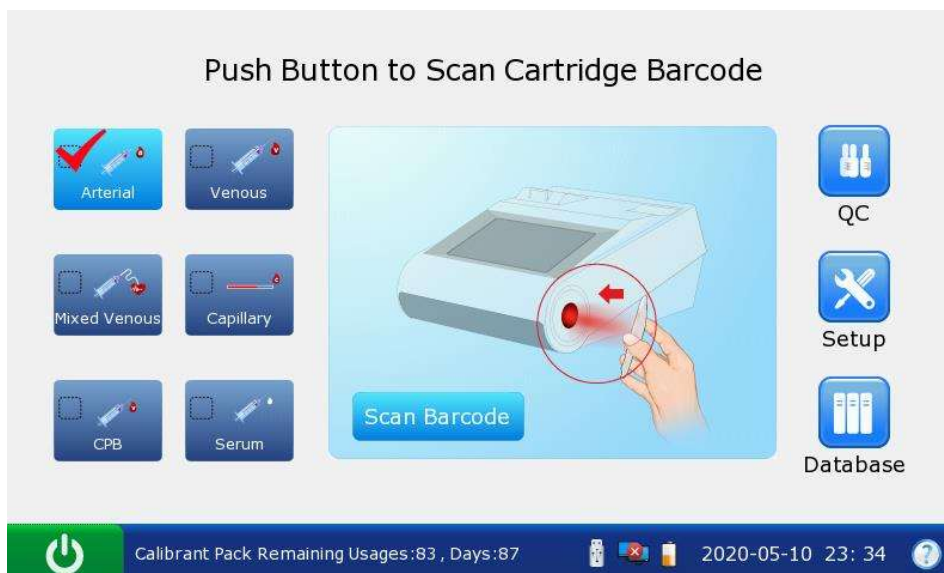 Push Button to Scan Cartridge Barcode
Arterial
Venous
QC
Mixed Venous
Capillary
Setup
CPB
Serum
Scan Barcode
Database
Calibrant Pack Remaining Usages:83 , Days:87
2020-05-10 23: 34
?